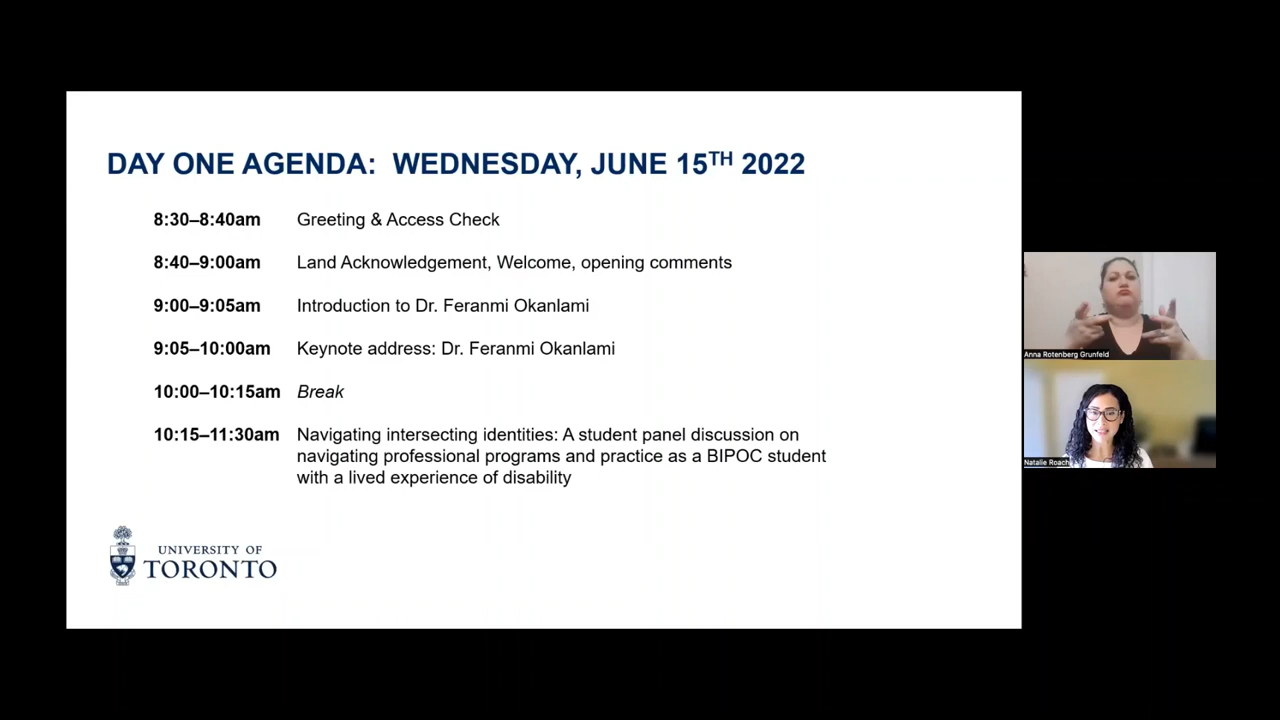 DAY ONE AGENDA: WEDNESDAY, JUNE 15TH 2022
8:30–8:40am Greeting & Access Check
8:40–9:00am Land Acknowledgement, Welcome, opening comments
9:00–9:05am Introduction to Dr. Feranmi Okanlami
9:05–10:00am Keynote address: Dr. Feranmi Okanlami
10:00–10:15am Break
10:15–11:30am Navigating intersecting identities: A student panel discussion on
navigating professional programs and practice as a BIPOC student
with a lived experience of disability
UNIVERSITY OF
TORONTO
Anna Rotenberg Grunfeld
Natalie Roach